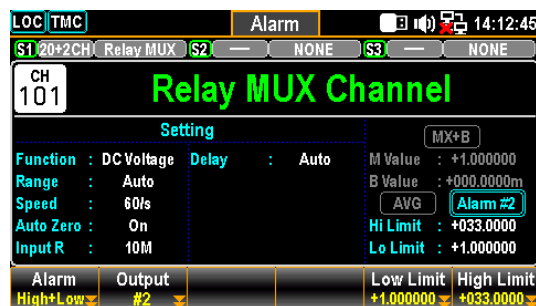 LOC TMC Alarm 14:12:45
S1 20+2CH Relay MUX S2 — NONE S3 — NONE
CH
101
Relay MUX Channel
Setting
MX+B
Function : DC Voltage Delay : Auto
M Value : +1.000000
Range : Auto
B Value : +000.0000m
Speed : 60/s
AVG Alarm #2
Auto Zero : On
Hi Limit : +033.0000
Input R : 10M
Lo Limit : +1.000000
Alarm Output Low Limit High Limit
High+Low #2 +1.000000 +033.0000